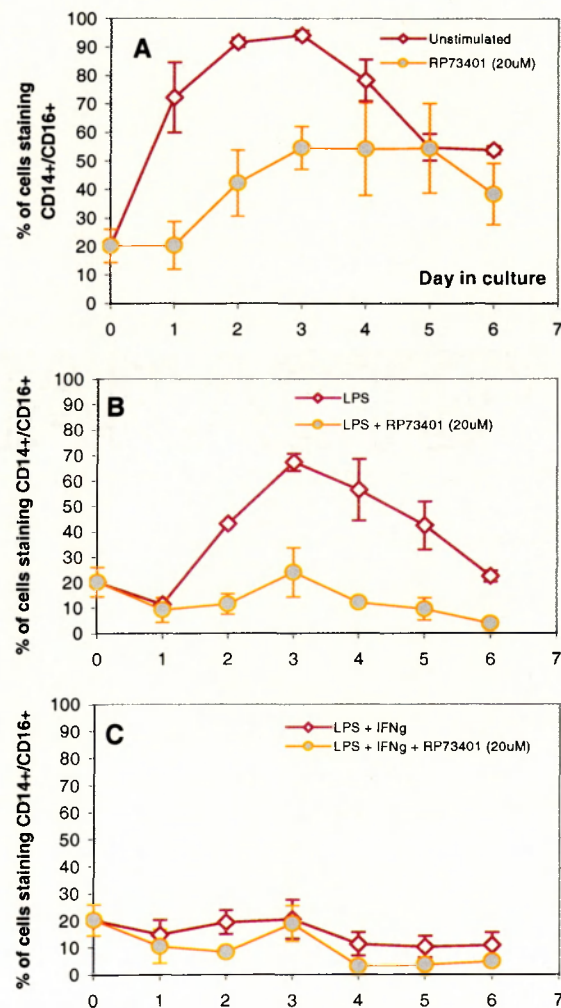 A
Unstimulated
RP73401 (20uM)
% of cells staining
CD14+/CD16+
100
90
80
70
60
50
40
30
20
10
0
Day in culture
0 1 2 3 4 5 6 7
B
LPS
LPS + RP73401 (20uM)
% of cells staining CD14+/CD16+
100
90
80
70
60
50
40
30
20
10
0
0 1 2 3 4 5 6 7
C
LPS + IFNg
LPS + IFNg + RP73401 (20uM)
% of cells staining CD14+/CD16+
100
90
80
70
60
50
40
30
20
10
0
0 1 2 3 4 5 6 7